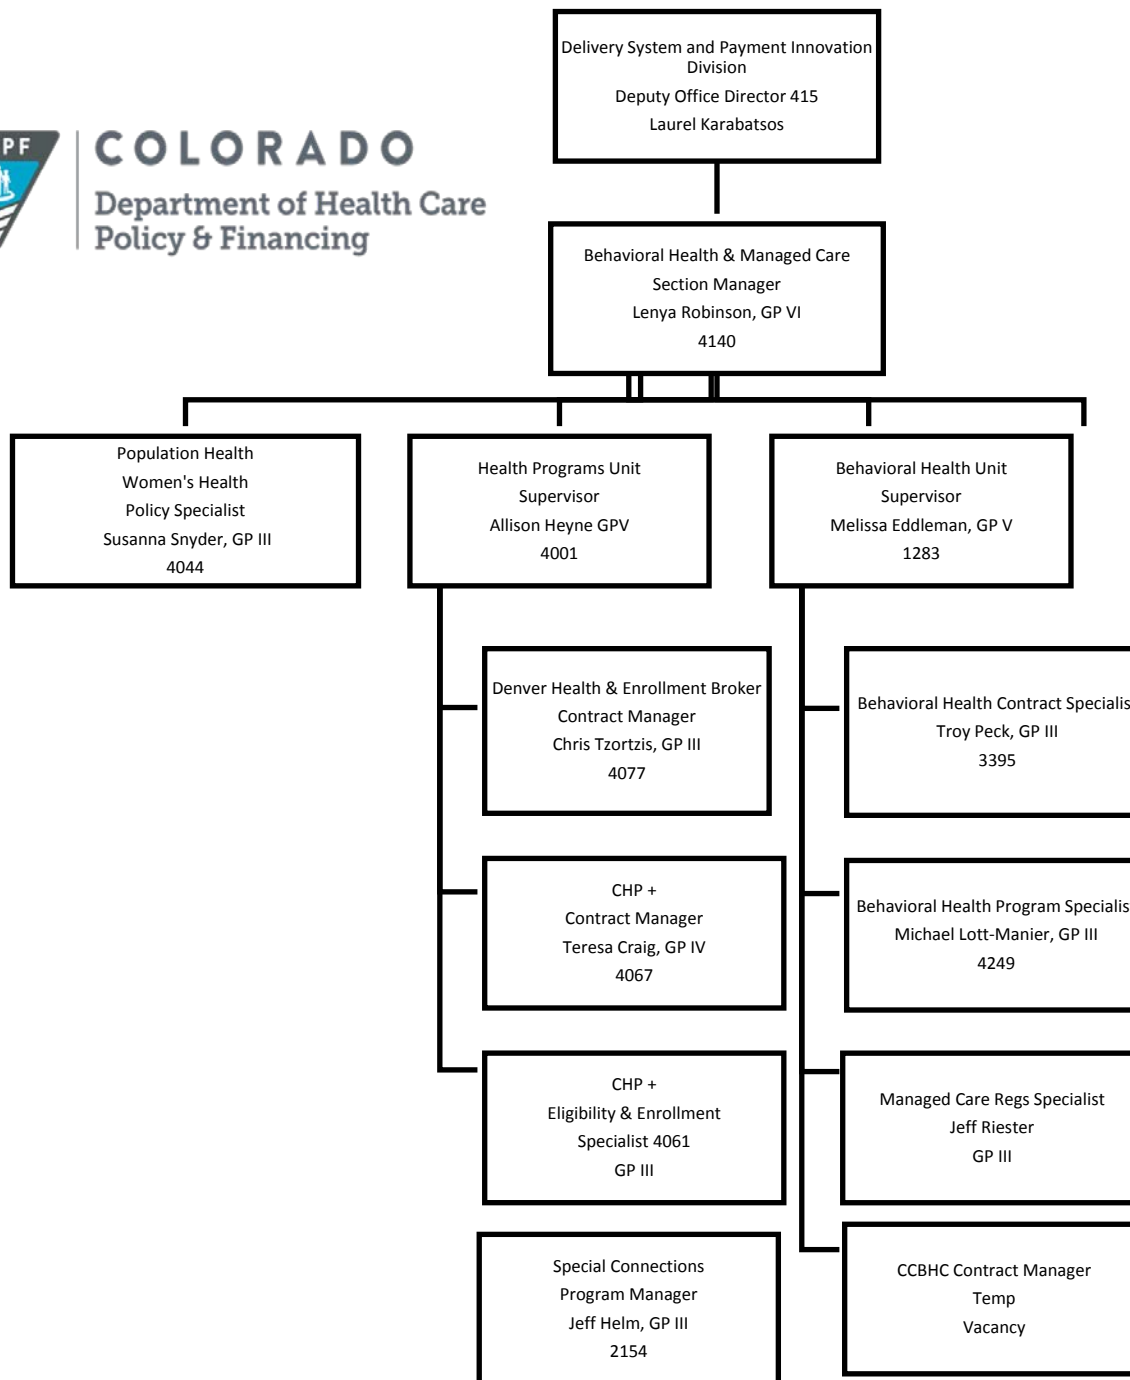 Delivery System and Payment Innovation
Division
Deputy Office Director 415
Laurel Karabatsos
PF
COLORADO
Department of Health Care
Policy & Financing
Behavioral Health & Managed Care
Section Manager
Lenya Robinson, GP VI
4140
Population Health
Women's Health
Policy Specialist
Susanna Snyder, GP III
4044
Health Programs Unit
Supervisor
Allison Heyne GPV
4001
Behavioral Health Unit
Supervisor
Melissa Eddleman, GP V
1283
Denver Health & Enrollment Broker
Contract Manager
Chris Tzortzis, GP III
4077
Behavioral Health Contract Specialis
Troy Peck, GP III
3395
CHP +
Contract Manager
Teresa Craig, GP IV
4067
Behavioral Health Program Specialis
Michael Lott-Manier, GP III
4249
CHP +
Eligibility & Enrollment
Specialist 4061
GP III
Managed Care Regs Specialist
Jeff Riester
GP III
Special Connections
Program Manager
Jeff Helm, GP III
2154
CCBHC Contract Manager
Temp
Vacancy